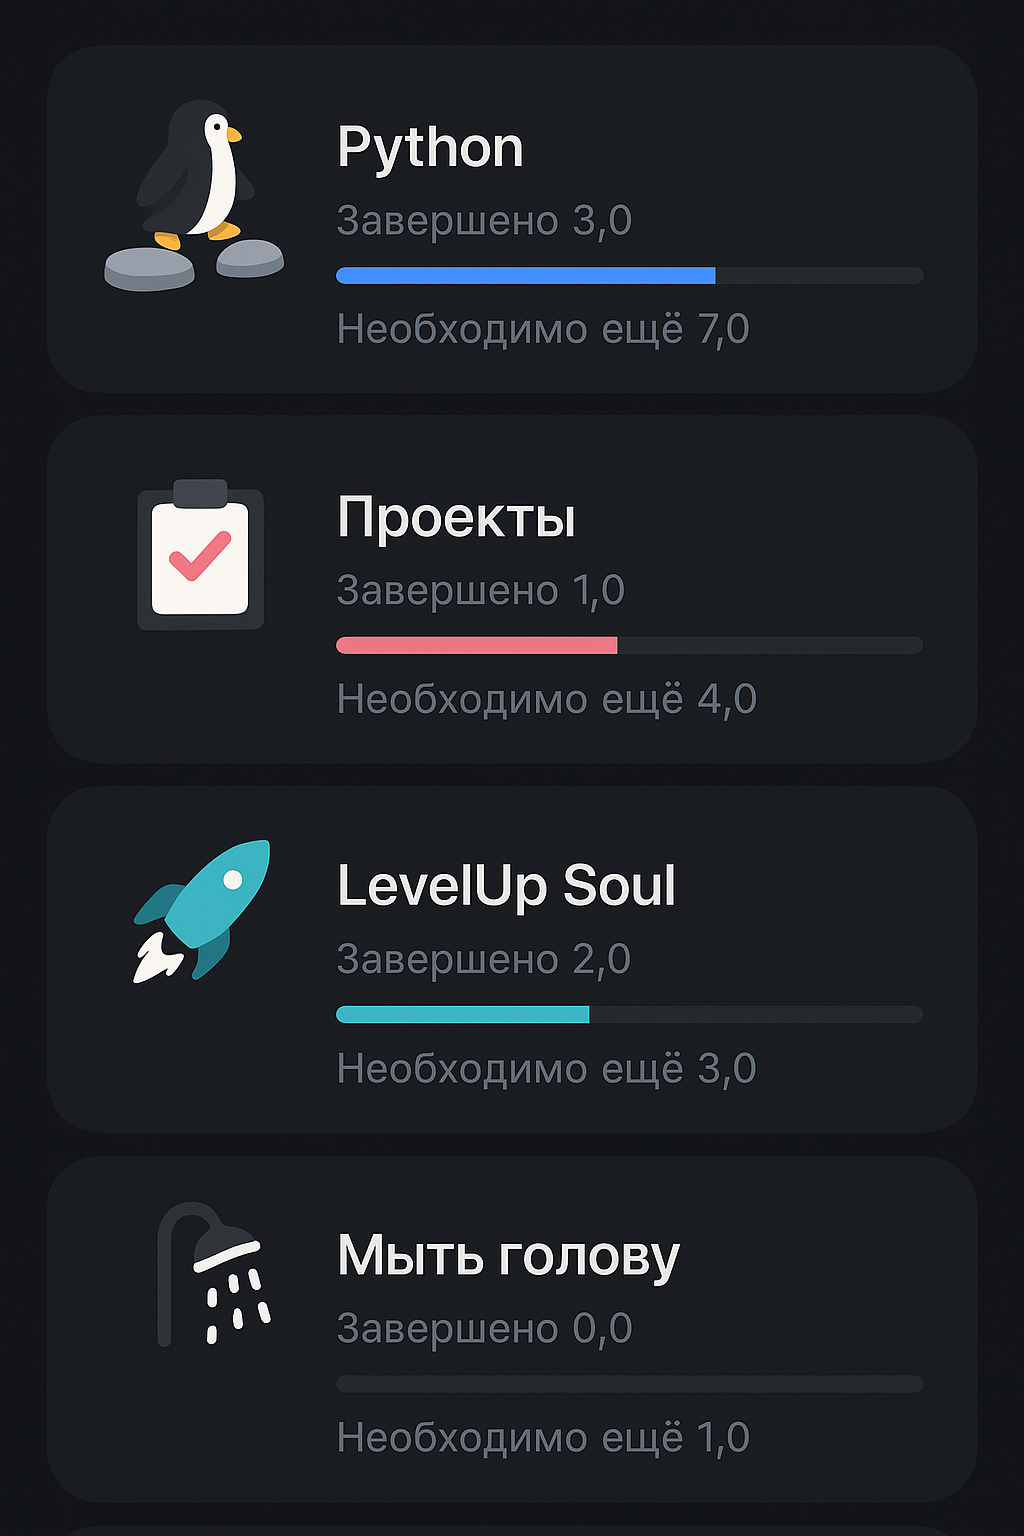 Python
Завершено 3,0
Необходимо ещё 7,0
Проекты
Завершено 1,0
Необходимо ещё 4,0
LevelUp Soul
Завершено 2,0
Необходимо ещё 3,0
Мыть голову
Завершено 0,0
Необходимо ещё 1,0